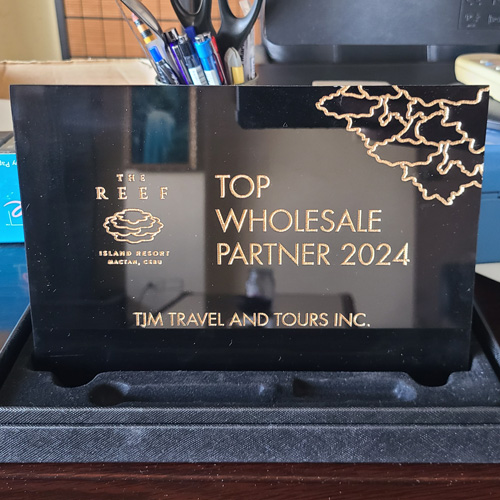 THE
REEF
ISLAND RESORT
MACTAN, CEBU
TOP
WHOLESALE
PARTNER 2024
TJM TRAVEL AND TOURS INC.